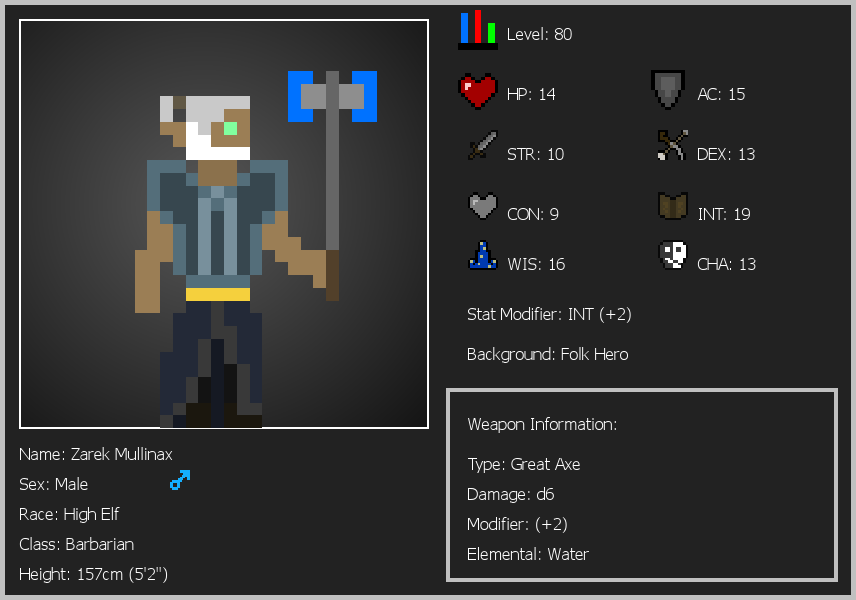 Level: 80
HP: 14
AC: 15
STR: 10
DEX: 13
CON: 9
INT: 19
WIS: 16
CHA: 13
Stat Modifier: INT (+2)
Background: Folk Hero
Weapon Information:
Type: Great Axe
Damage: d6
Modifier: (+2)
Elemental: Water
Name: Zarek Mullinax
Sex: Male
Race: High Elf
Class: Barbarian
Height: 157cm (5'2")